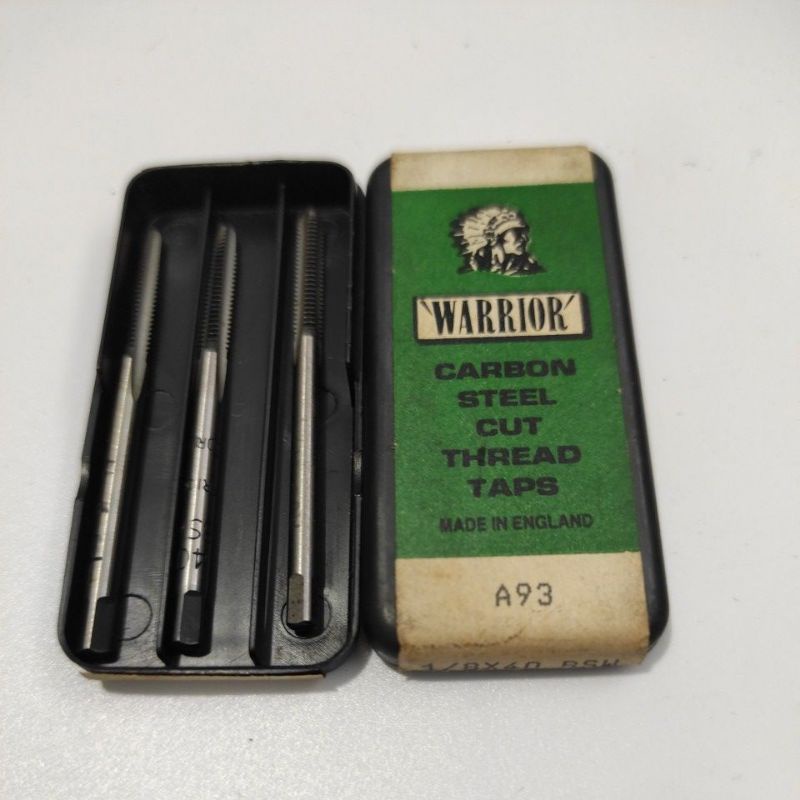 'WARRIOR'
CARBON
STEEL
CUT
THREAD
TAPS
MADE IN ENGLAND
A93
1/8X40 BSW